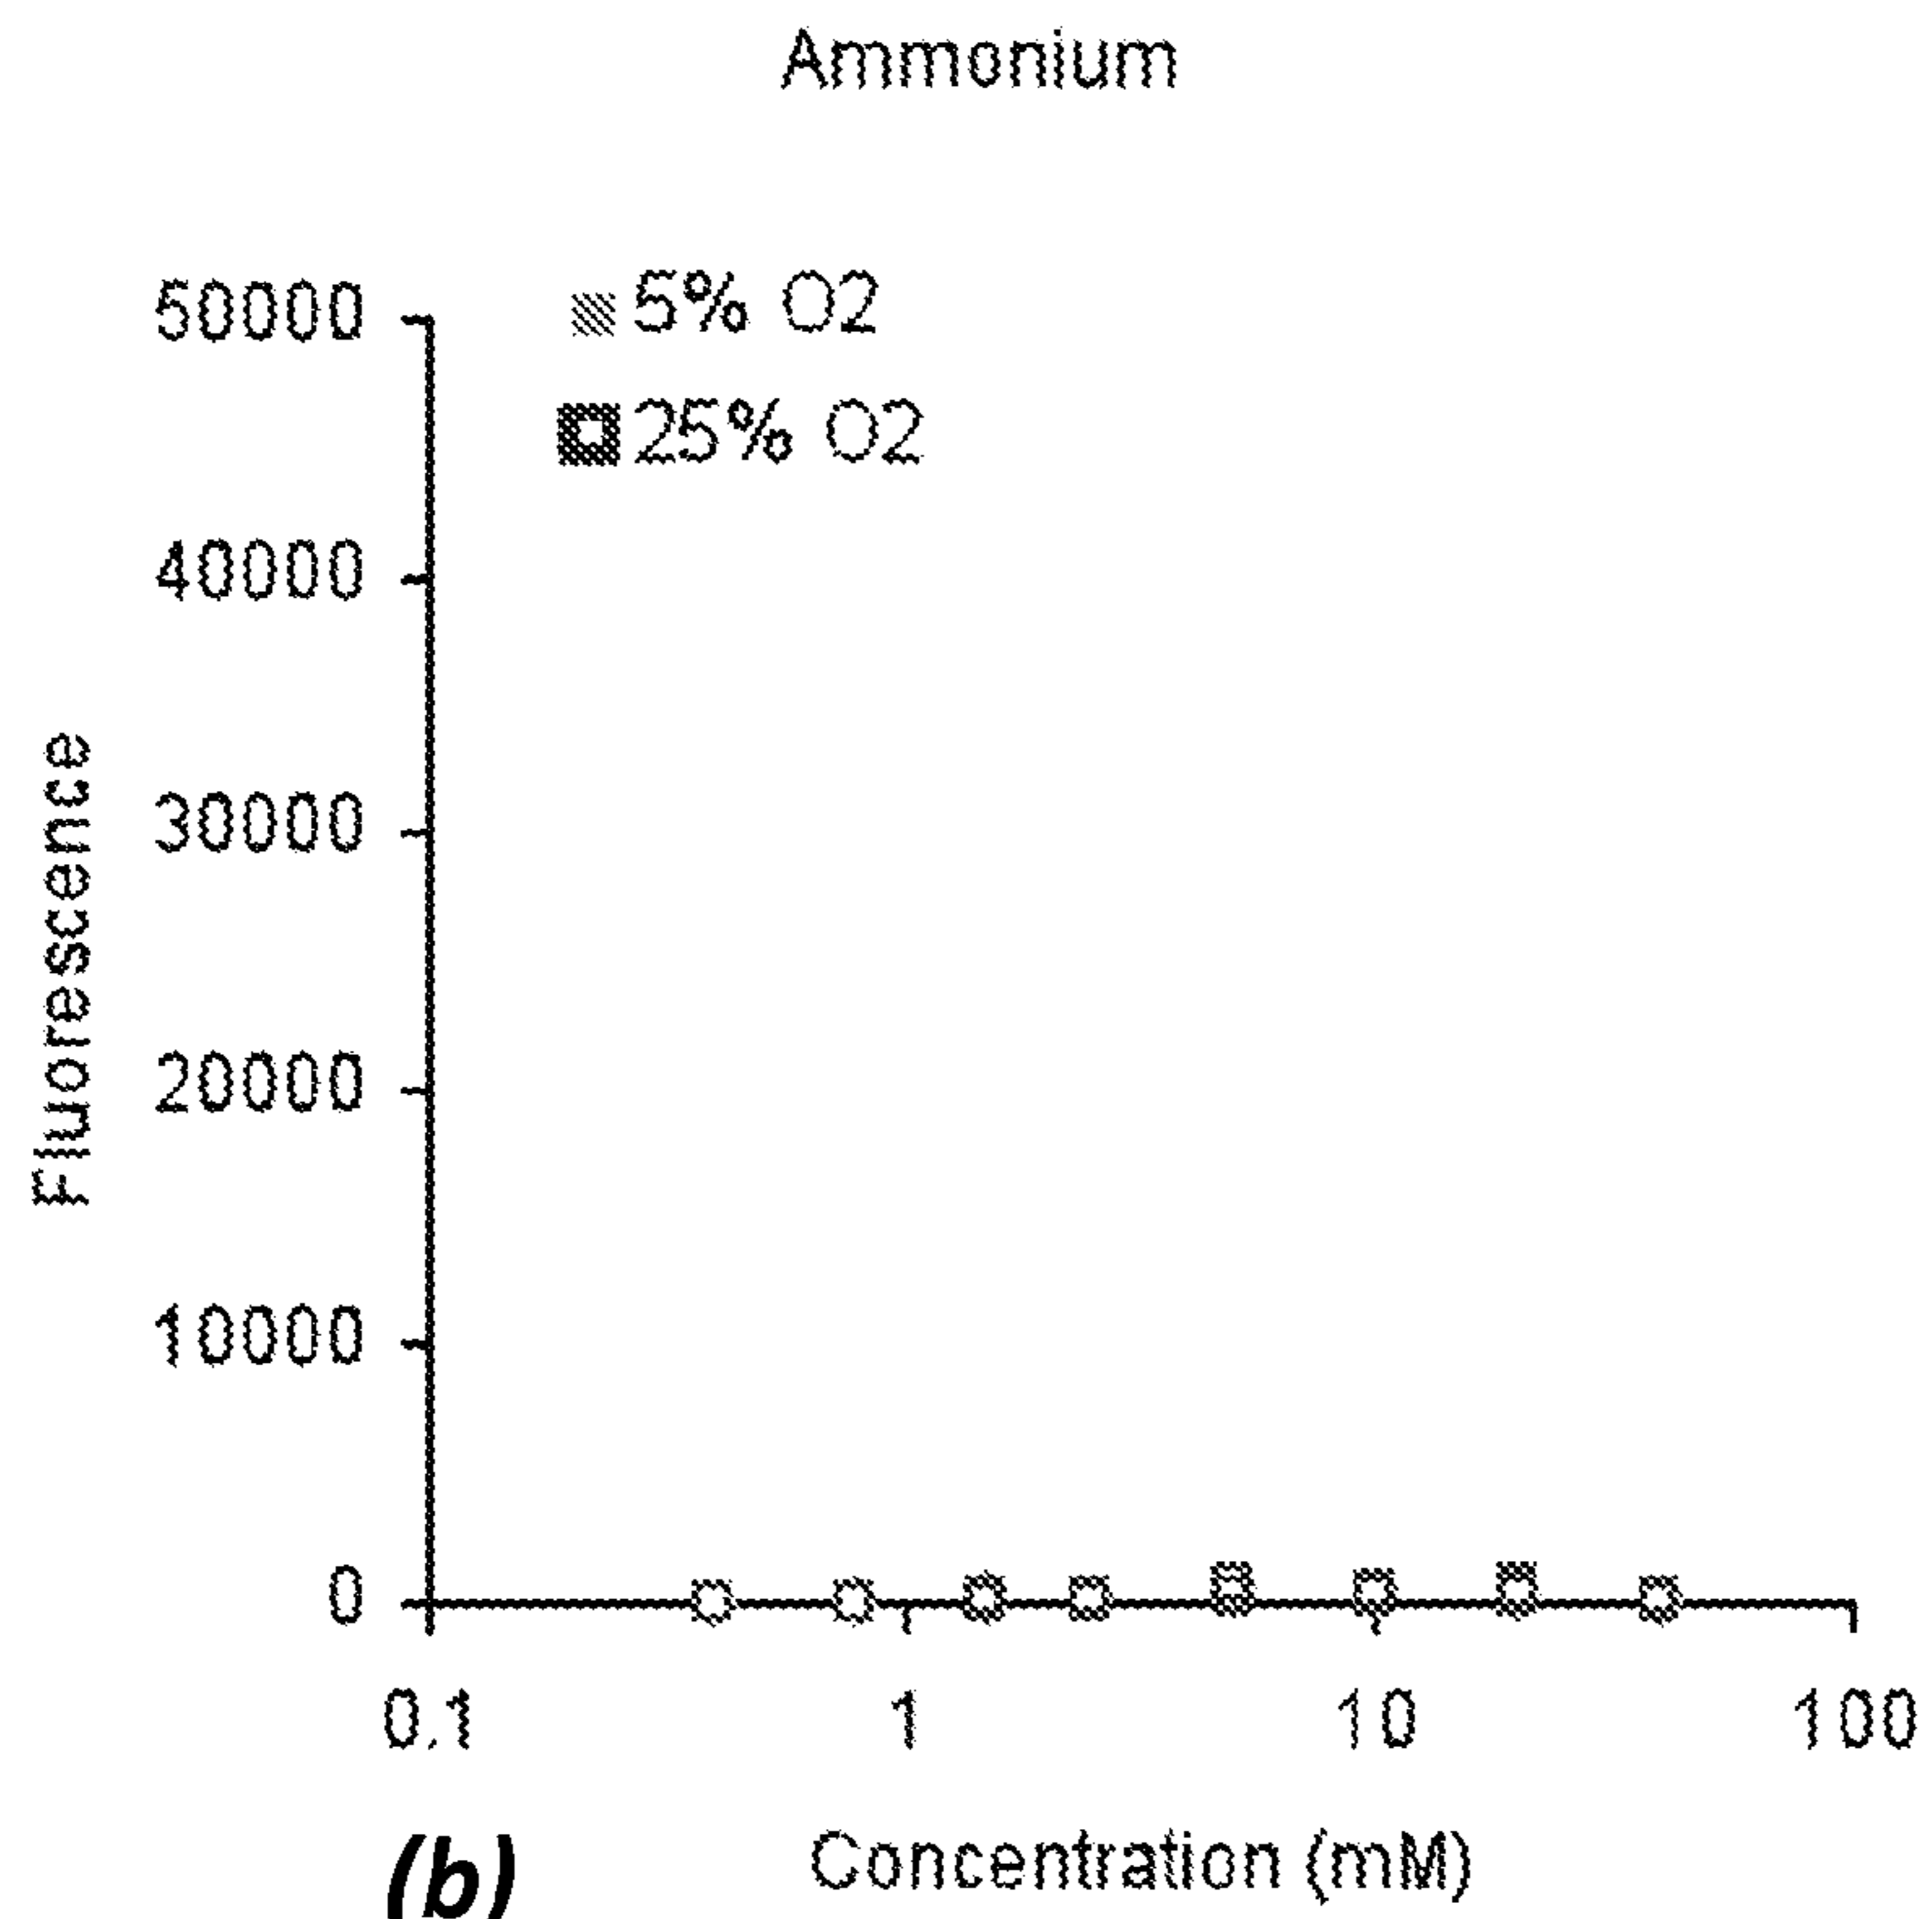 Ammonium
50000
5% O2
25% O2
40000
30000
Fluorescence
20000
10000
0
0.1 1 10 100
(b) Concentration (mM)